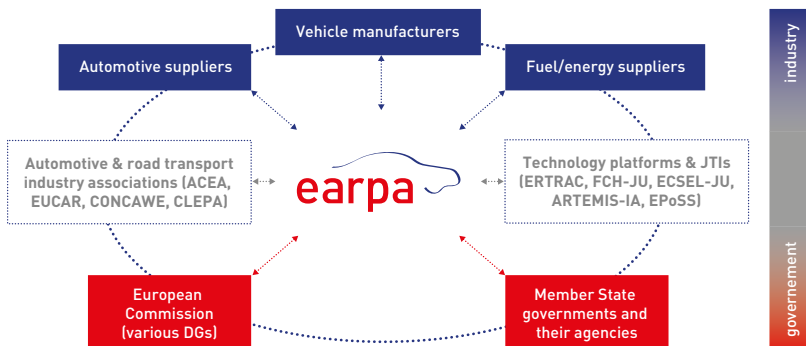 Vehicle manufacturers
Automotive suppliers
Fuel/energy suppliers
industry
Automotive & road transport
industry associations (ACEA,
EUCAR, CONCAWE, CLEPA)
earpa
Technology platforms & JTIs
(ERTRAC, FCH-JU, ECSEL-JU,
ARTEMIS-IA, EPoSS)
European
Commission
(various DGs)
Member State
governments and
their agencies
governement